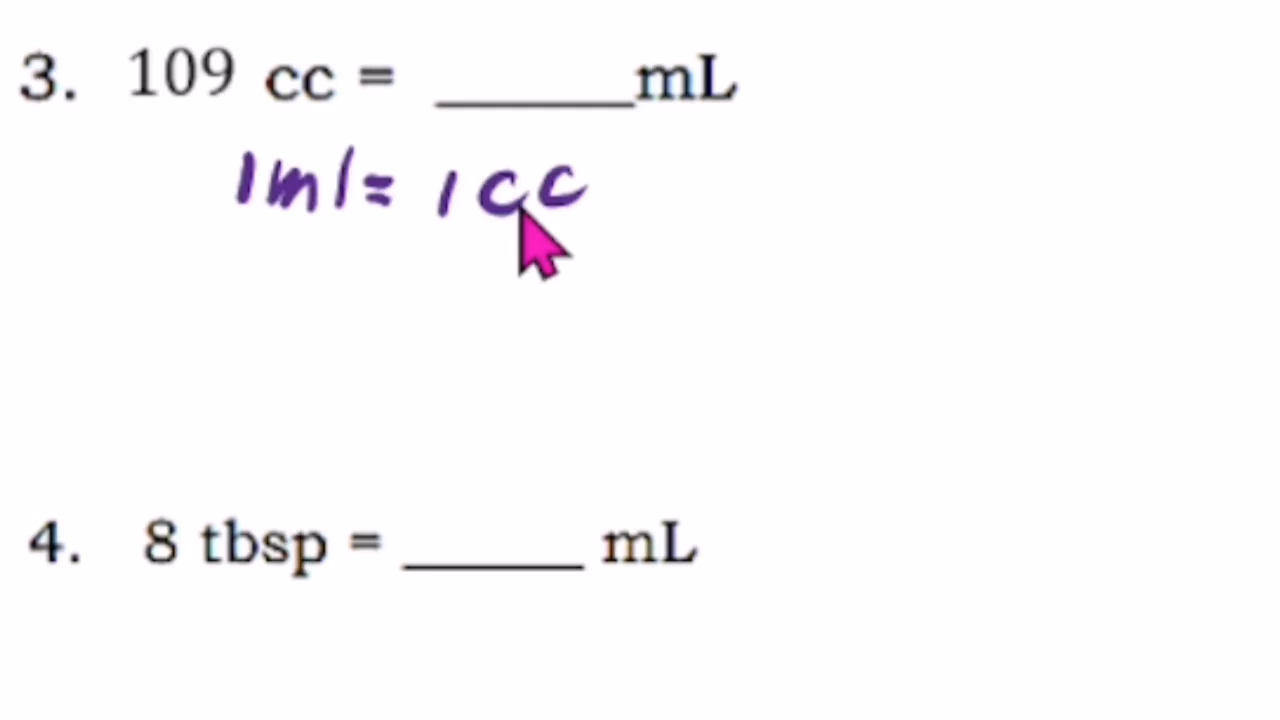 3. 109 cc = ______mL
1ml = 1cc
4. 8 tbsp = ______ mL